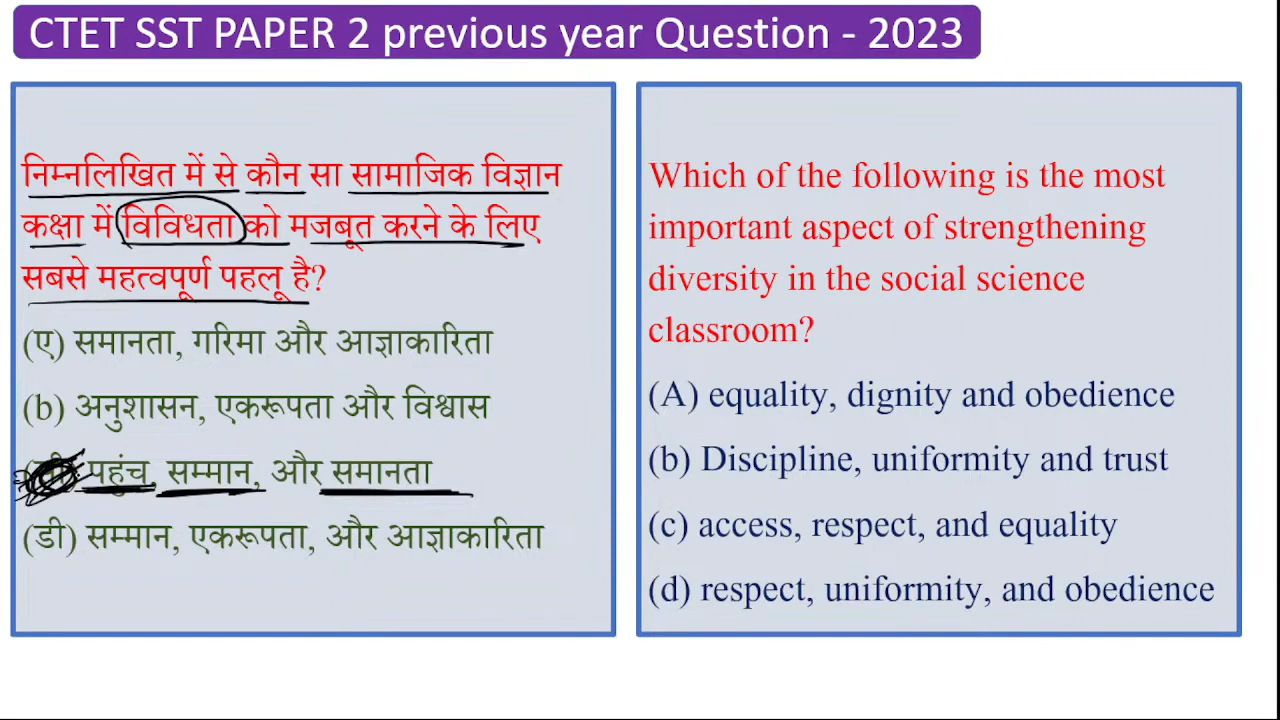 CTET SST PAPER 2 previous year Question - 2023
निम्नलिखित में से कौन सा सामाजिक विज्ञान
कक्षा में विविधता को मजबूत करने के लिए
सबसे महत्वपूर्ण पहलू है?
(ए) समानता, गरिमा और आज्ञाकारिता
(b) अनुशासन, एकरूपता और विश्वास
पहुंच, सम्मान, और समानता
(डी) सम्मान, एकरूपता, और आज्ञाकारिता
Which of the following is the most
important aspect of strengthening
diversity in the social science
classroom?
(A) equality, dignity and obedience
(b) Discipline, uniformity and trust
(c) access, respect, and equality
(d) respect, uniformity, and obedience